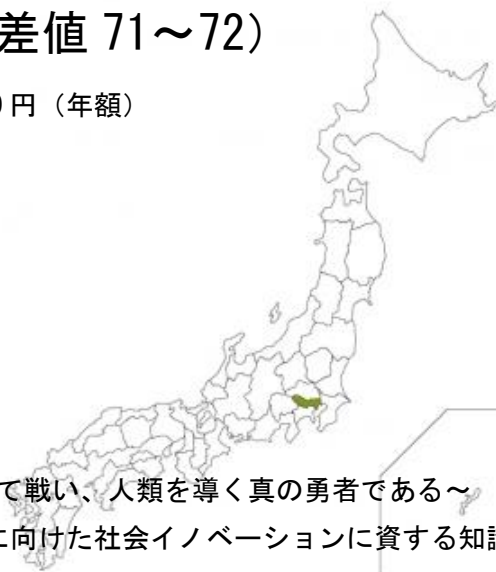 差値 71～72）
円（年額）
て戦い、人類を導く真の勇者である～
に向けた社会イノベーションに資する知